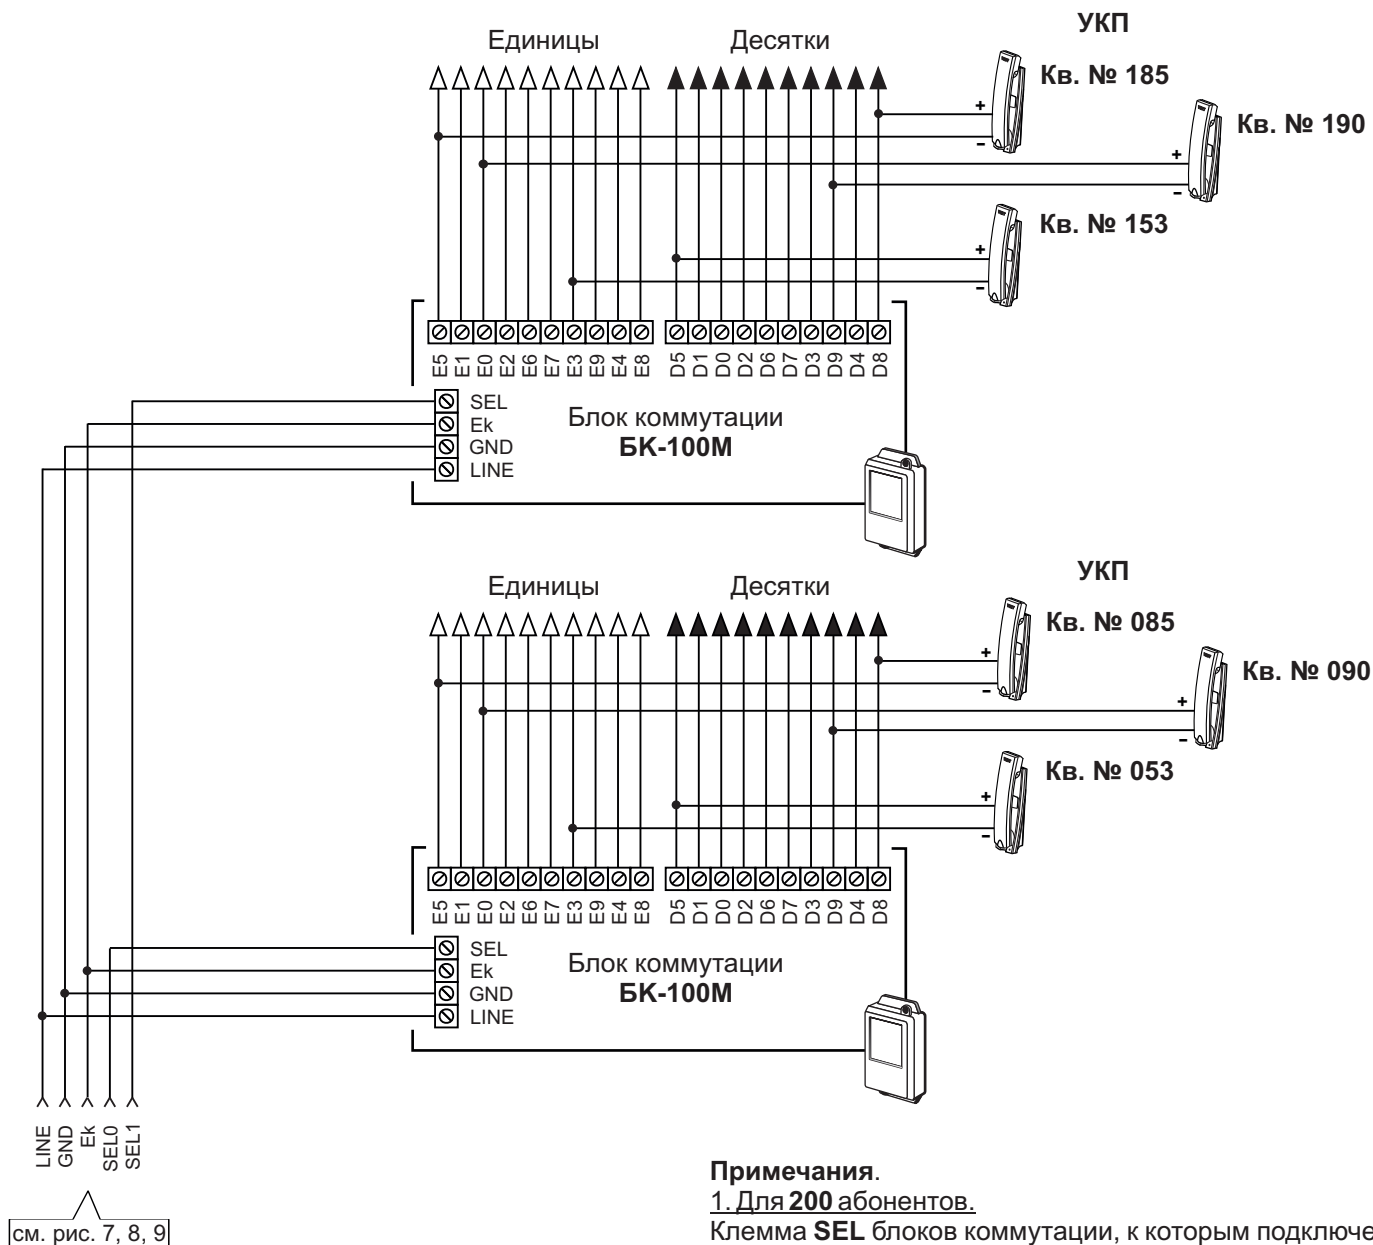 УКП
Единицы Десятки
Кв. № 185
+
-
Кв. № 190
+
-
Кв. № 153
+
-
E5 E1 E0 E2 E6 E7 E3 E9 E4 E8 D5 D1 D0 D2 D6 D7 D3 D9 D4 D8
SEL
Ek
GND
LINE
Блок коммутации
БК-100М
УКП
Единицы Десятки
Кв. № 085
+
-
Кв. № 090
+
-
Кв. № 053
+
-
E5 E1 E0 E2 E6 E7 E3 E9 E4 E8 D5 D1 D0 D2 D6 D7 D3 D9 D4 D8
SEL
Ek
GND
LINE
Блок коммутации
БК-100М
LINE GND Ek SEL0 SEL1
см. рис. 7, 8, 9
Примечания.
1. Для 200 абонентов.
Клемма SEL блоков коммутации, к которым подключе